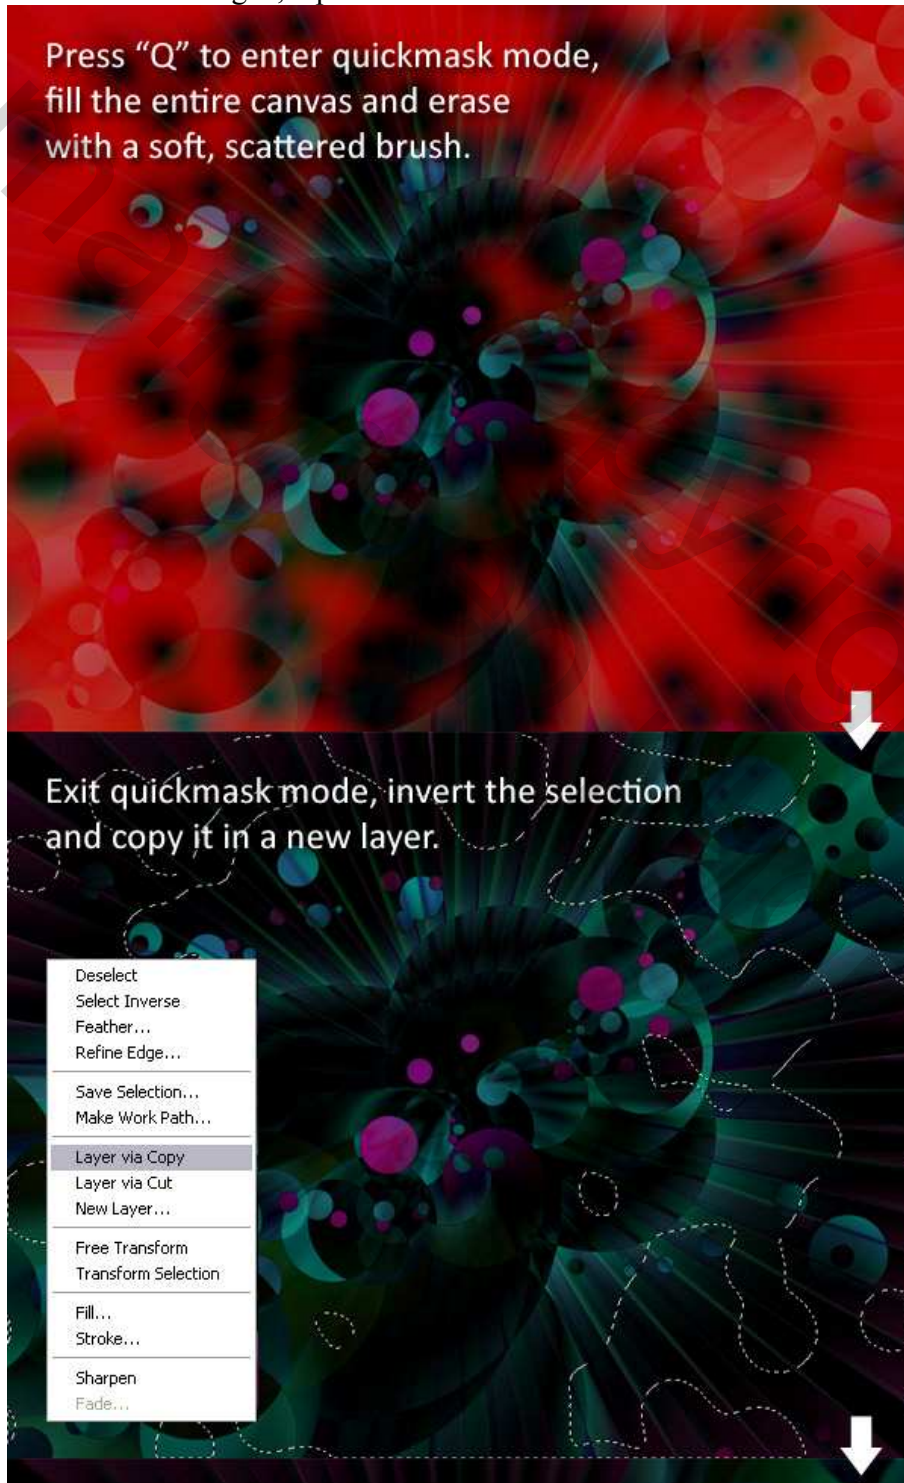 Press “Q” to enter quickmask mode,
fill the entire canvas and erase
with a soft, scattered brush.
Exit quickmask mode, invert the selection
and copy it in a new layer.
Deselect
Select Inverse
Feather...
Refine Edge...
Save Selection...
Make Work Path...
Layer via Copy
Layer via Cut
New Layer...
Free Transform
Transform Selection
Fill...
Stroke...
Sharpen
Fade...